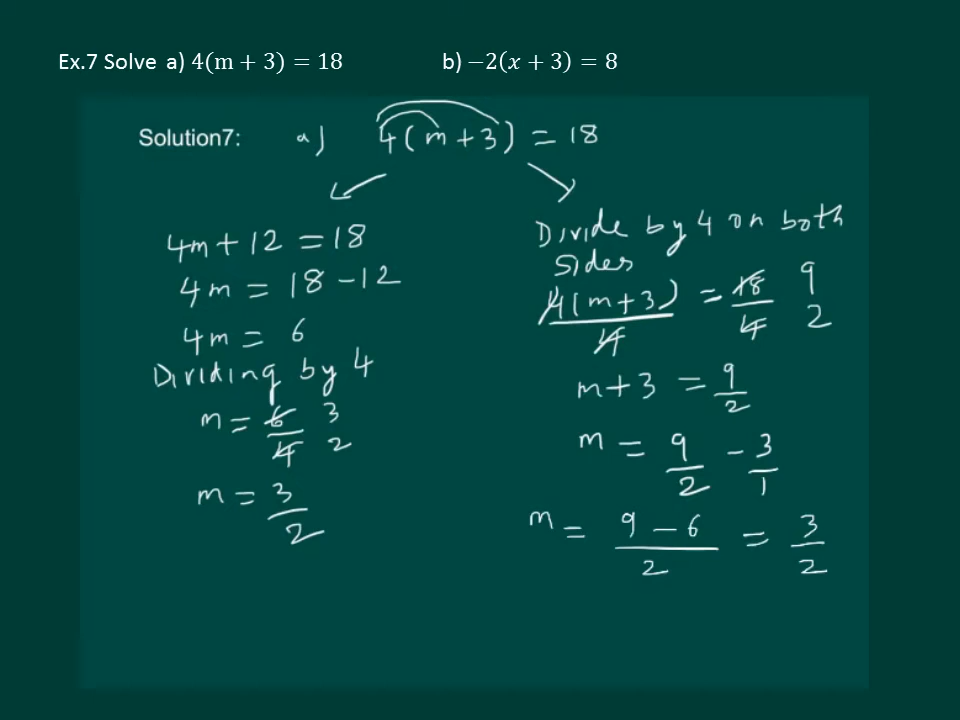 Ex.7 Solve a) 4(m + 3) = 18 b) −2(x + 3) = 8
Solution7: a) 4(m+3) = 18
4m + 12 = 18
4m = 18 - 12
4m = 6
Dividing by 4
m = 6/4 3/2
m = 3/2
Divide by 4 on both
sides
4(m+3)/4 = 18/4 9/2
m+3 = 9/2
m = 9/2 - 3/1
m = 9 - 6/2 = 3/2